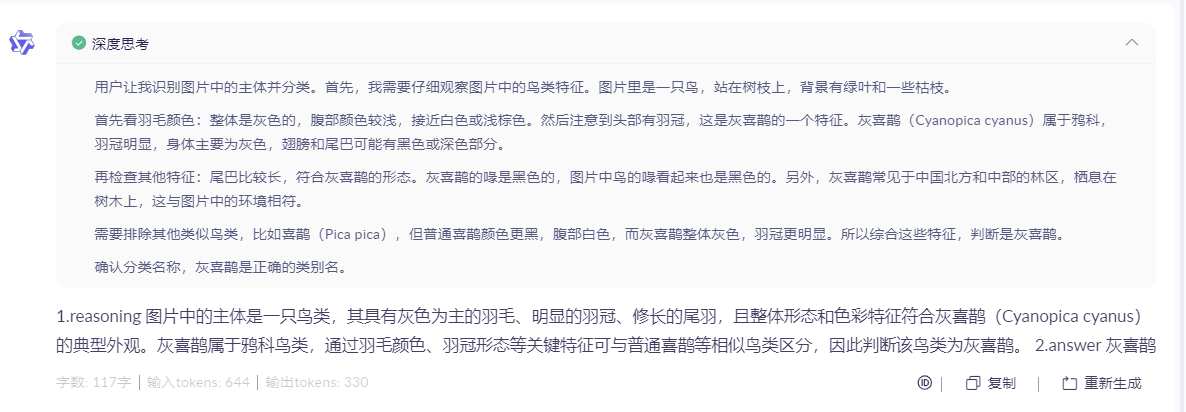 深度思考
用户让我识别图片中的主体并分类。首先，我需要仔细观察图片中的鸟类特征。图片里是一只鸟，站在树枝上，背景有绿叶和一些枯枝。
首先看羽毛颜色：整体是灰色的，腹部颜色较浅，接近白色或浅棕色。然后注意到头部有羽冠，这是灰喜鹊的一个特征。灰喜鹊（Cyanopica cyanus）属于鸦科，
羽冠明显，身体主要为灰色，翅膀和尾巴可能有黑色或深色部分。
再检查其他特征：尾巴比较长，符合灰喜鹊的形态。灰喜鹊的喙是黑色的，图片中鸟的喙看起来也是黑色的。另外，灰喜鹊常见于中国北方和中部的林区，栖息在
树木上，这与图片中的环境相符。
需要排除其他类似鸟类，比如喜鹊（Pica pica），但普通喜鹊颜色更黑，腹部白色，而灰喜鹊整体灰色，羽冠更明显。所以综合这些特征，判断是灰喜鹊。
确认分类名称，灰喜鹊是正确的类别名。
1.reasoning 图片中的主体是一只鸟类，其具有灰色为主的羽毛、明显的羽冠、修长的尾羽，且整体形态和色彩特征符合灰喜鹊（Cyanopica cyanus）
的典型外观。灰喜鹊属于鸦科鸟类，通过羽毛颜色、羽冠形态等关键特征可与普通喜鹊等相似鸟类区分，因此判断该鸟类为灰喜鹊。 2.answer 灰喜鹊
字数: 117字 | 输入tokens: 644 | 输出tokens: 330 ID | 复制 | 重新生成